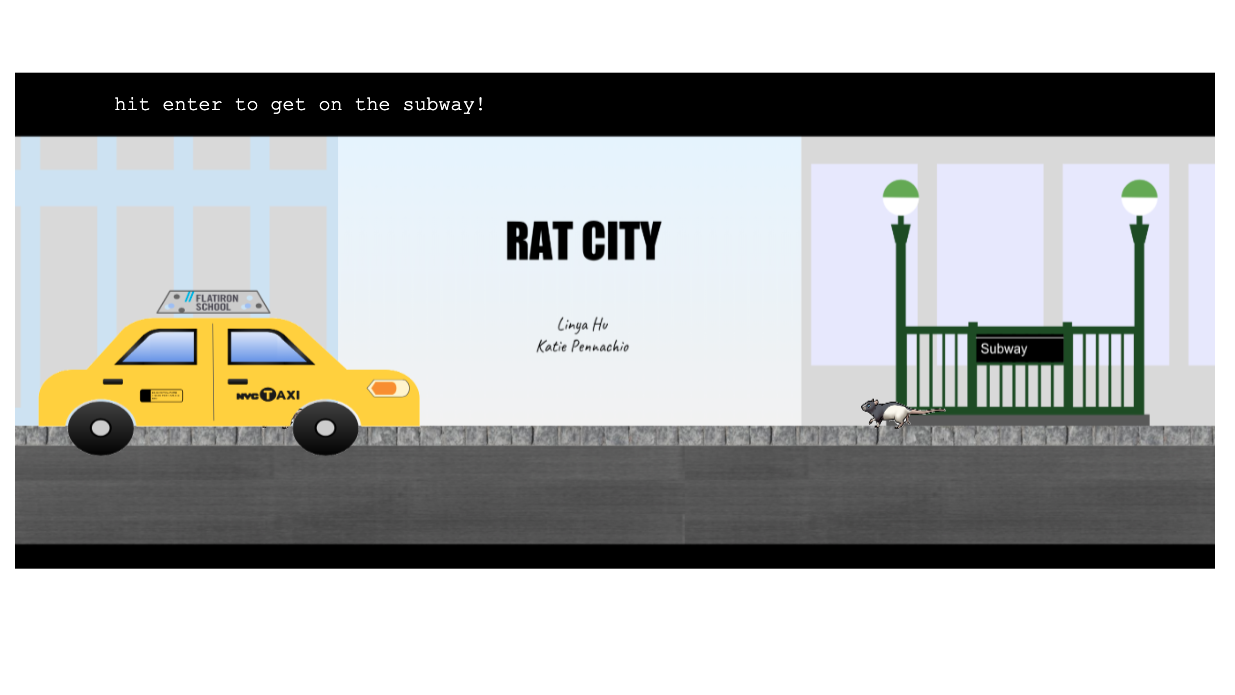 hit enter to get on the subway!
RAT CITY
Linya Hu
Katie Pennachio
FLATIRON
SCHOOL
NYC TAXI
Subway